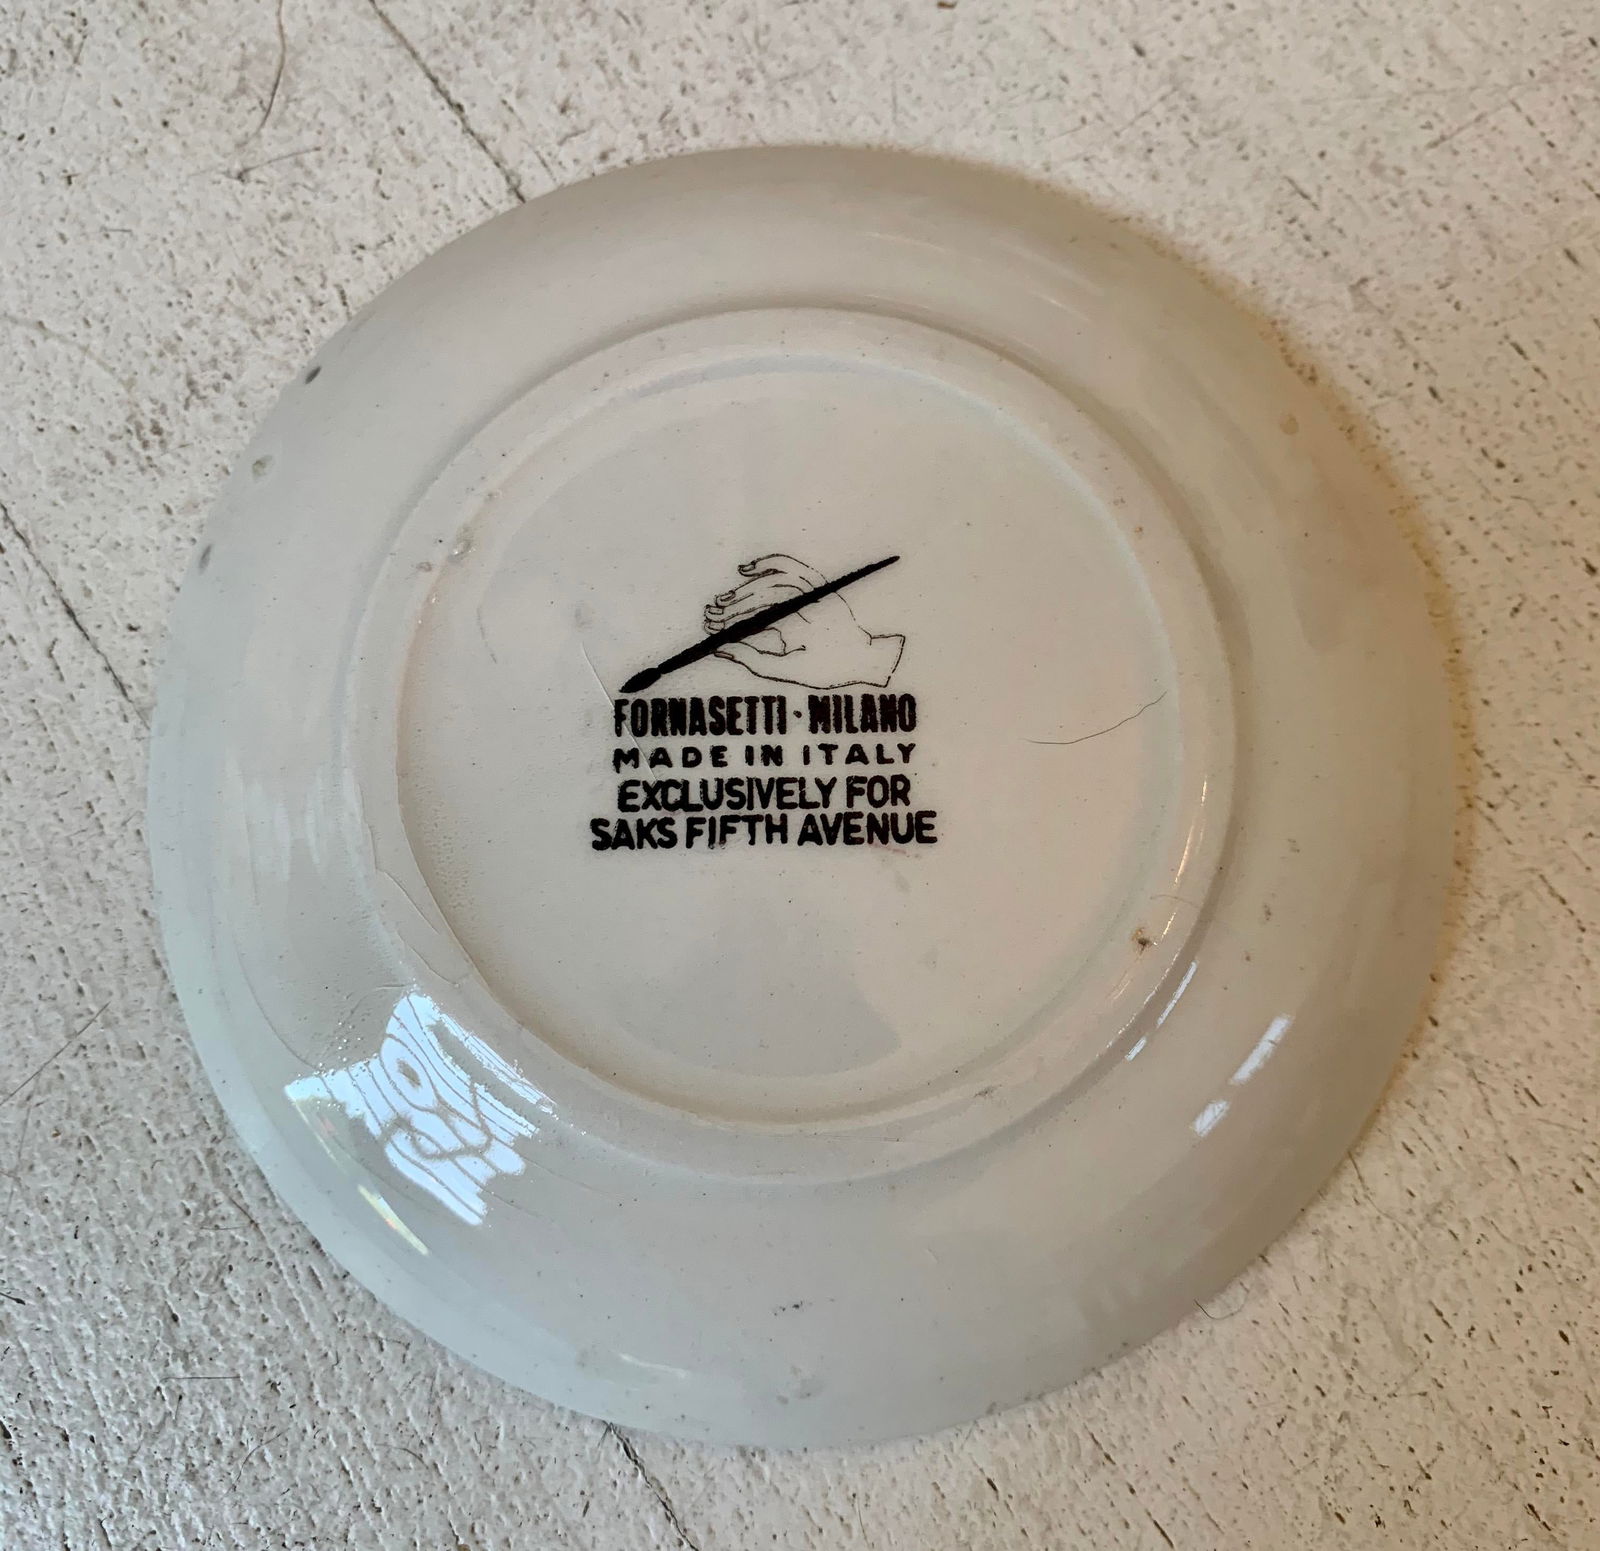 FORNASETTI · MILANO
MADE IN ITALY
EXCLUSIVELY FOR
SAKS FIFTH AVENUE